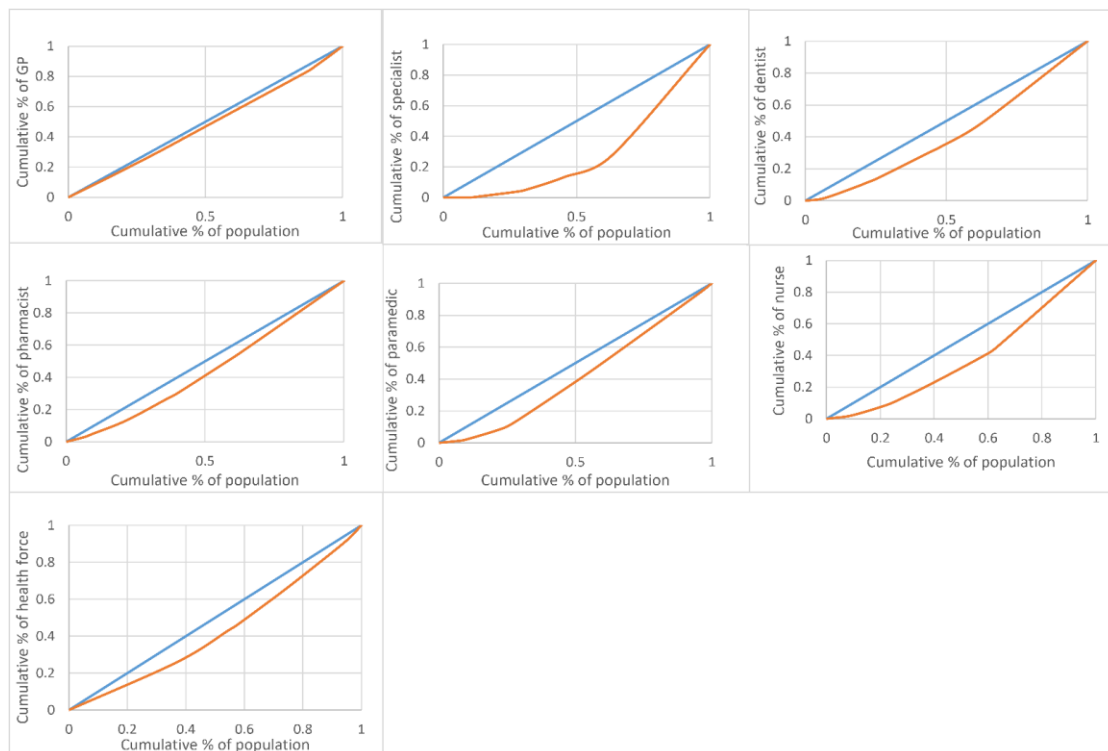 Cumulative % of GP
1
0.8
0.6
0.4
0.2
0
0 0.5 1
Cumulative % of population
Cumulative % of specialist
1
0.8
0.6
0.4
0.2
0
0 0.5 1
Cumulative % of population
Cumulative % of dentist
1
0.8
0.6
0.4
0.2
0
0 0.5 1
Cumulative % of population
Cumulative % of pharmacist
1
0.8
0.6
0.4
0.2
0
0 0.5 1
Cumulative % of population
Cumulative % of paramedic
1
0.8
0.6
0.4
0.2
0
0 0.5 1
Cumulative % of population
Cumulative % of nurse
1
0.8
0.6
0.4
0.2
0
0 0.2 0.4 0.6 0.8 1
Cumulative % of population
Cumulative % of health force
1
0.8
0.6
0.4
0.2
0
0 0.2 0.4 0.6 0.8 1
Cumulative % of population